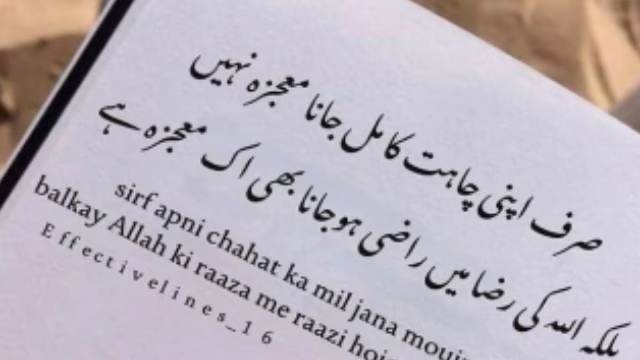 صرف اپنی چاہت کا مل جانا معجزہ نہیں
بلکہ اللہ کی رضا میں راضی ہو جانا بھی اک معجزہ ہے
sirf apni chahat ka mil jana
balkay Allah ki raaza me raazi
Effectivelines_16